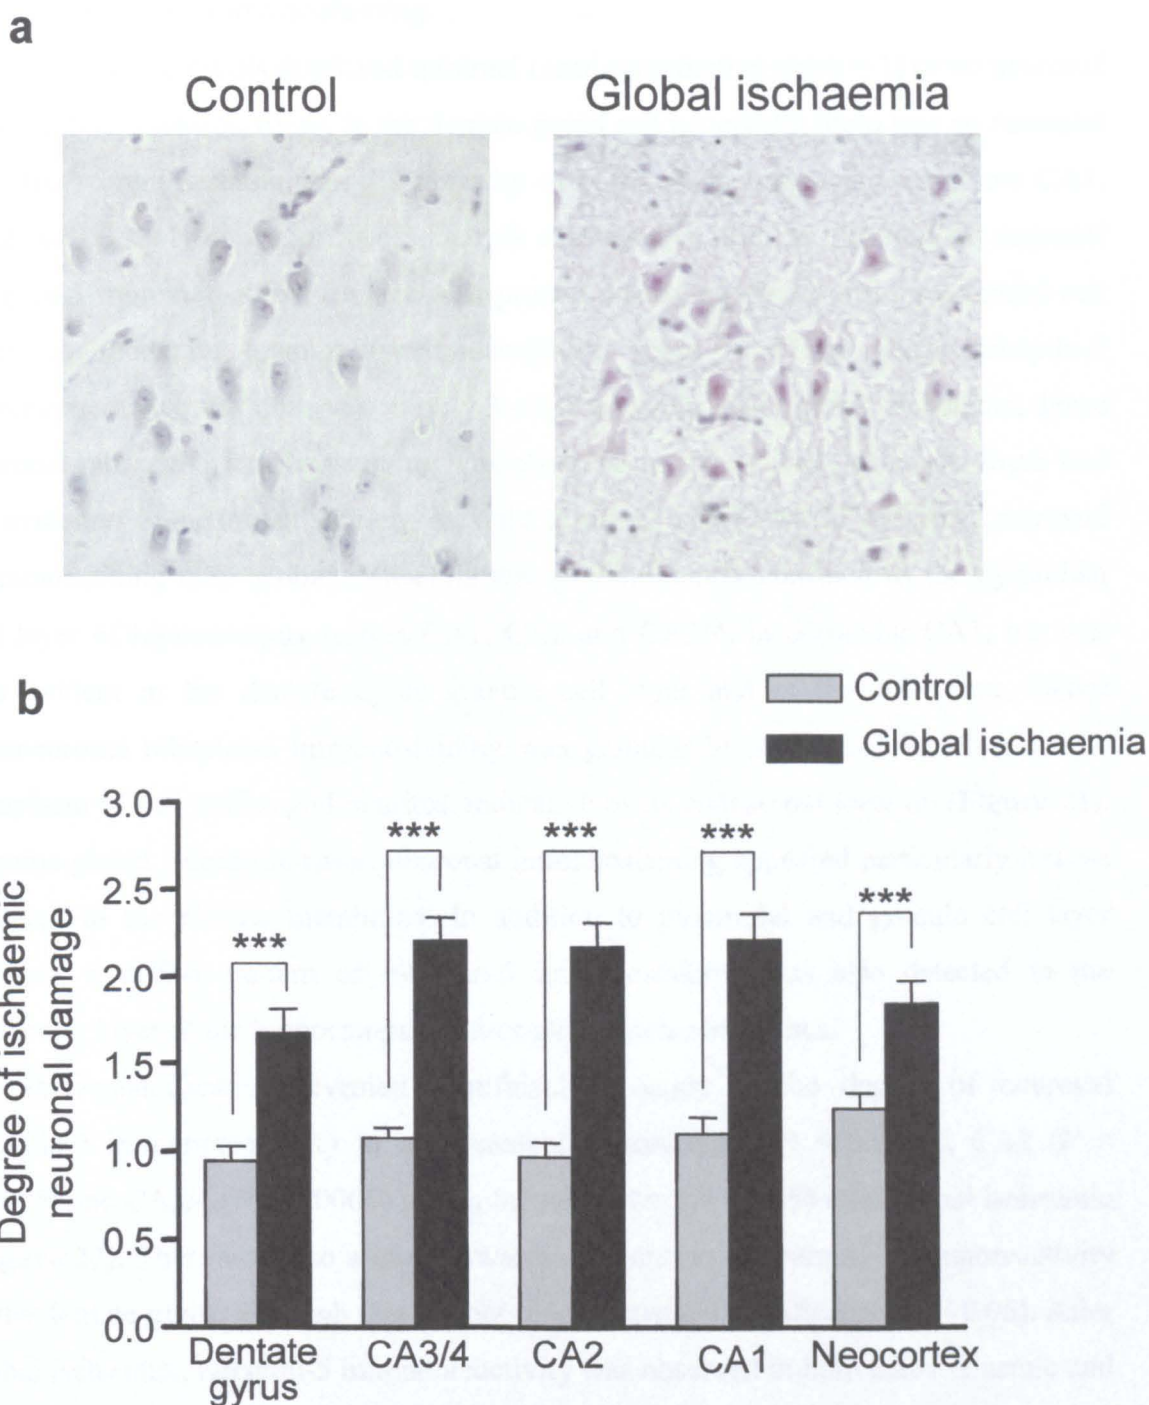 a
Control
Global ischaemia
b
Control
Global ischaemia
Degree of ischaemic
neuronal damage
3.0
2.5
2.0
1.5
1.0
0.5
0.0
***
***
***
***
***
Dentate
gyrus
CA3/4
CA2
CA1
Neocortex